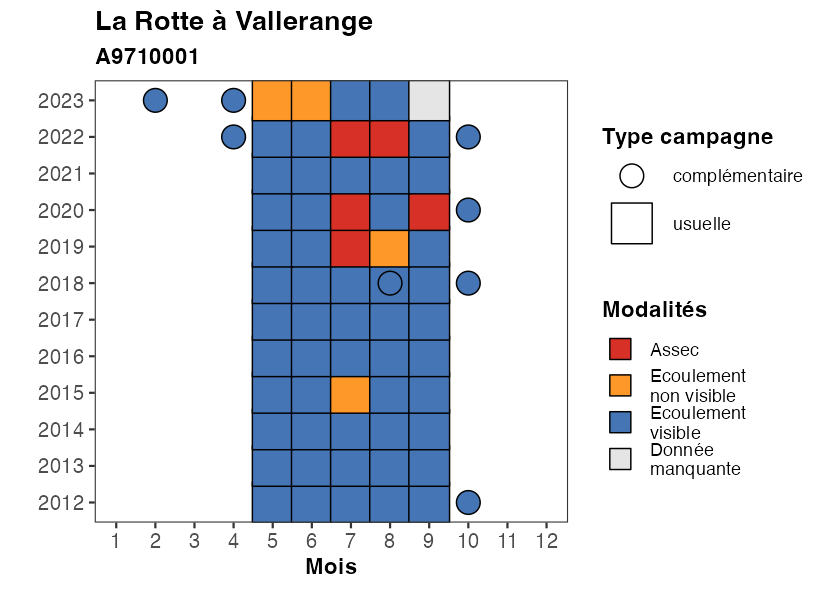 La Rotte à Vallerange
A9710001
2023
2022
2021
2020
2019
2018
2017
2016
2015
2014
2013
2012
1 2 3 4 5 6 7 8 9 10 11 12
Mois
Type campagne
complémentaire
usuelle
Modalités
Assec
Ecoulement
non visible
Ecoulement
visible
Donnée
manquante